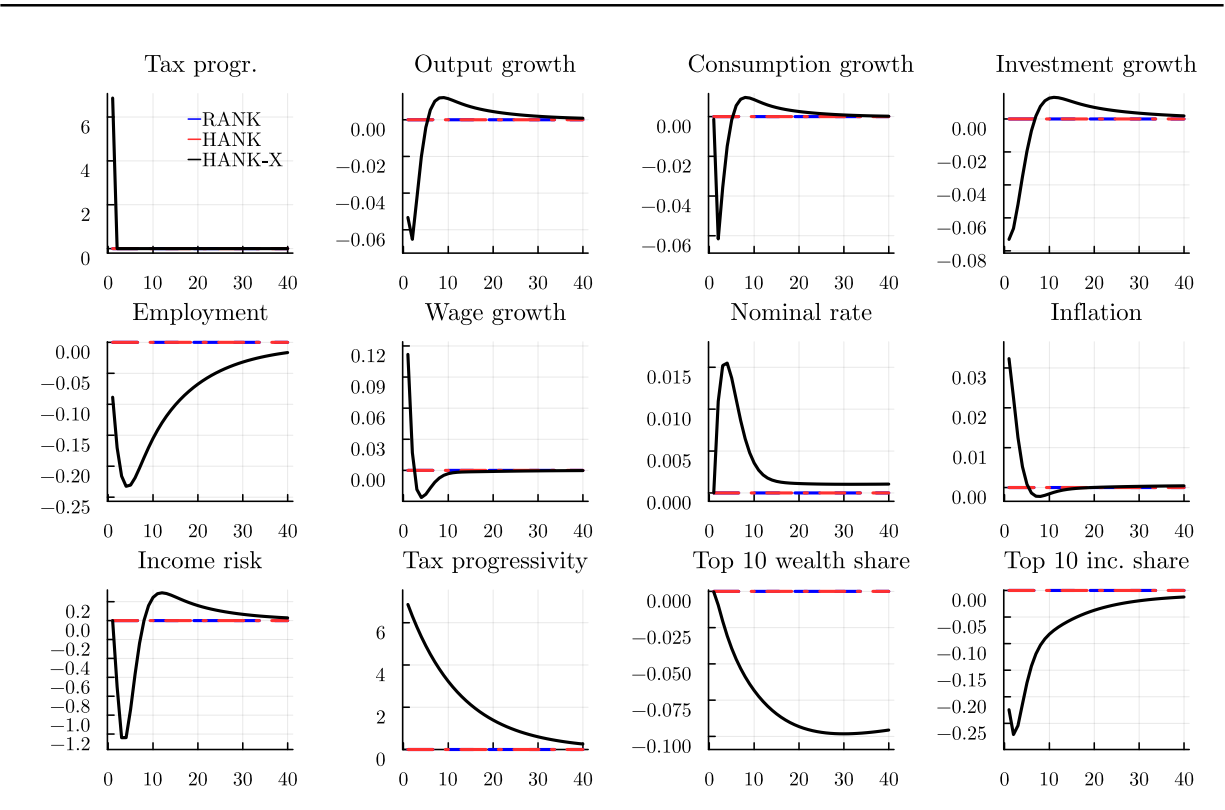 Tax progr.
Output growth
Consumption growth
Investment growth
RANK
HANK
HANK-X
6
4
2
0
0.00
−0.02
−0.04
−0.06
0.00
−0.02
−0.04
−0.06
0.00
−0.02
−0.04
−0.06
−0.08
0 10 20 30 40
0 10 20 30 40
0 10 20 30 40
0 10 20 30 40
Employment
Wage growth
Nominal rate
Inflation
0.00
−0.05
−0.10
−0.15
−0.20
−0.25
0.12
0.09
0.06
0.03
0.00
0.015
0.010
0.005
0.000
0.03
0.02
0.01
0.00
0 10 20 30 40
0 10 20 30 40
0 10 20 30 40
0 10 20 30 40
Income risk
Tax progressivity
Top 10 wealth share
Top 10 inc. share
0.2
0.0
−0.2
−0.4
−0.6
−0.8
−1.0
−1.2
6
4
2
0
0.000
−0.025
−0.050
−0.075
−0.100
0.00
−0.05
−0.10
−0.15
−0.20
−0.25
0 10 20 30 40
0 10 20 30 40
0 10 20 30 40
0 10 20 30 40